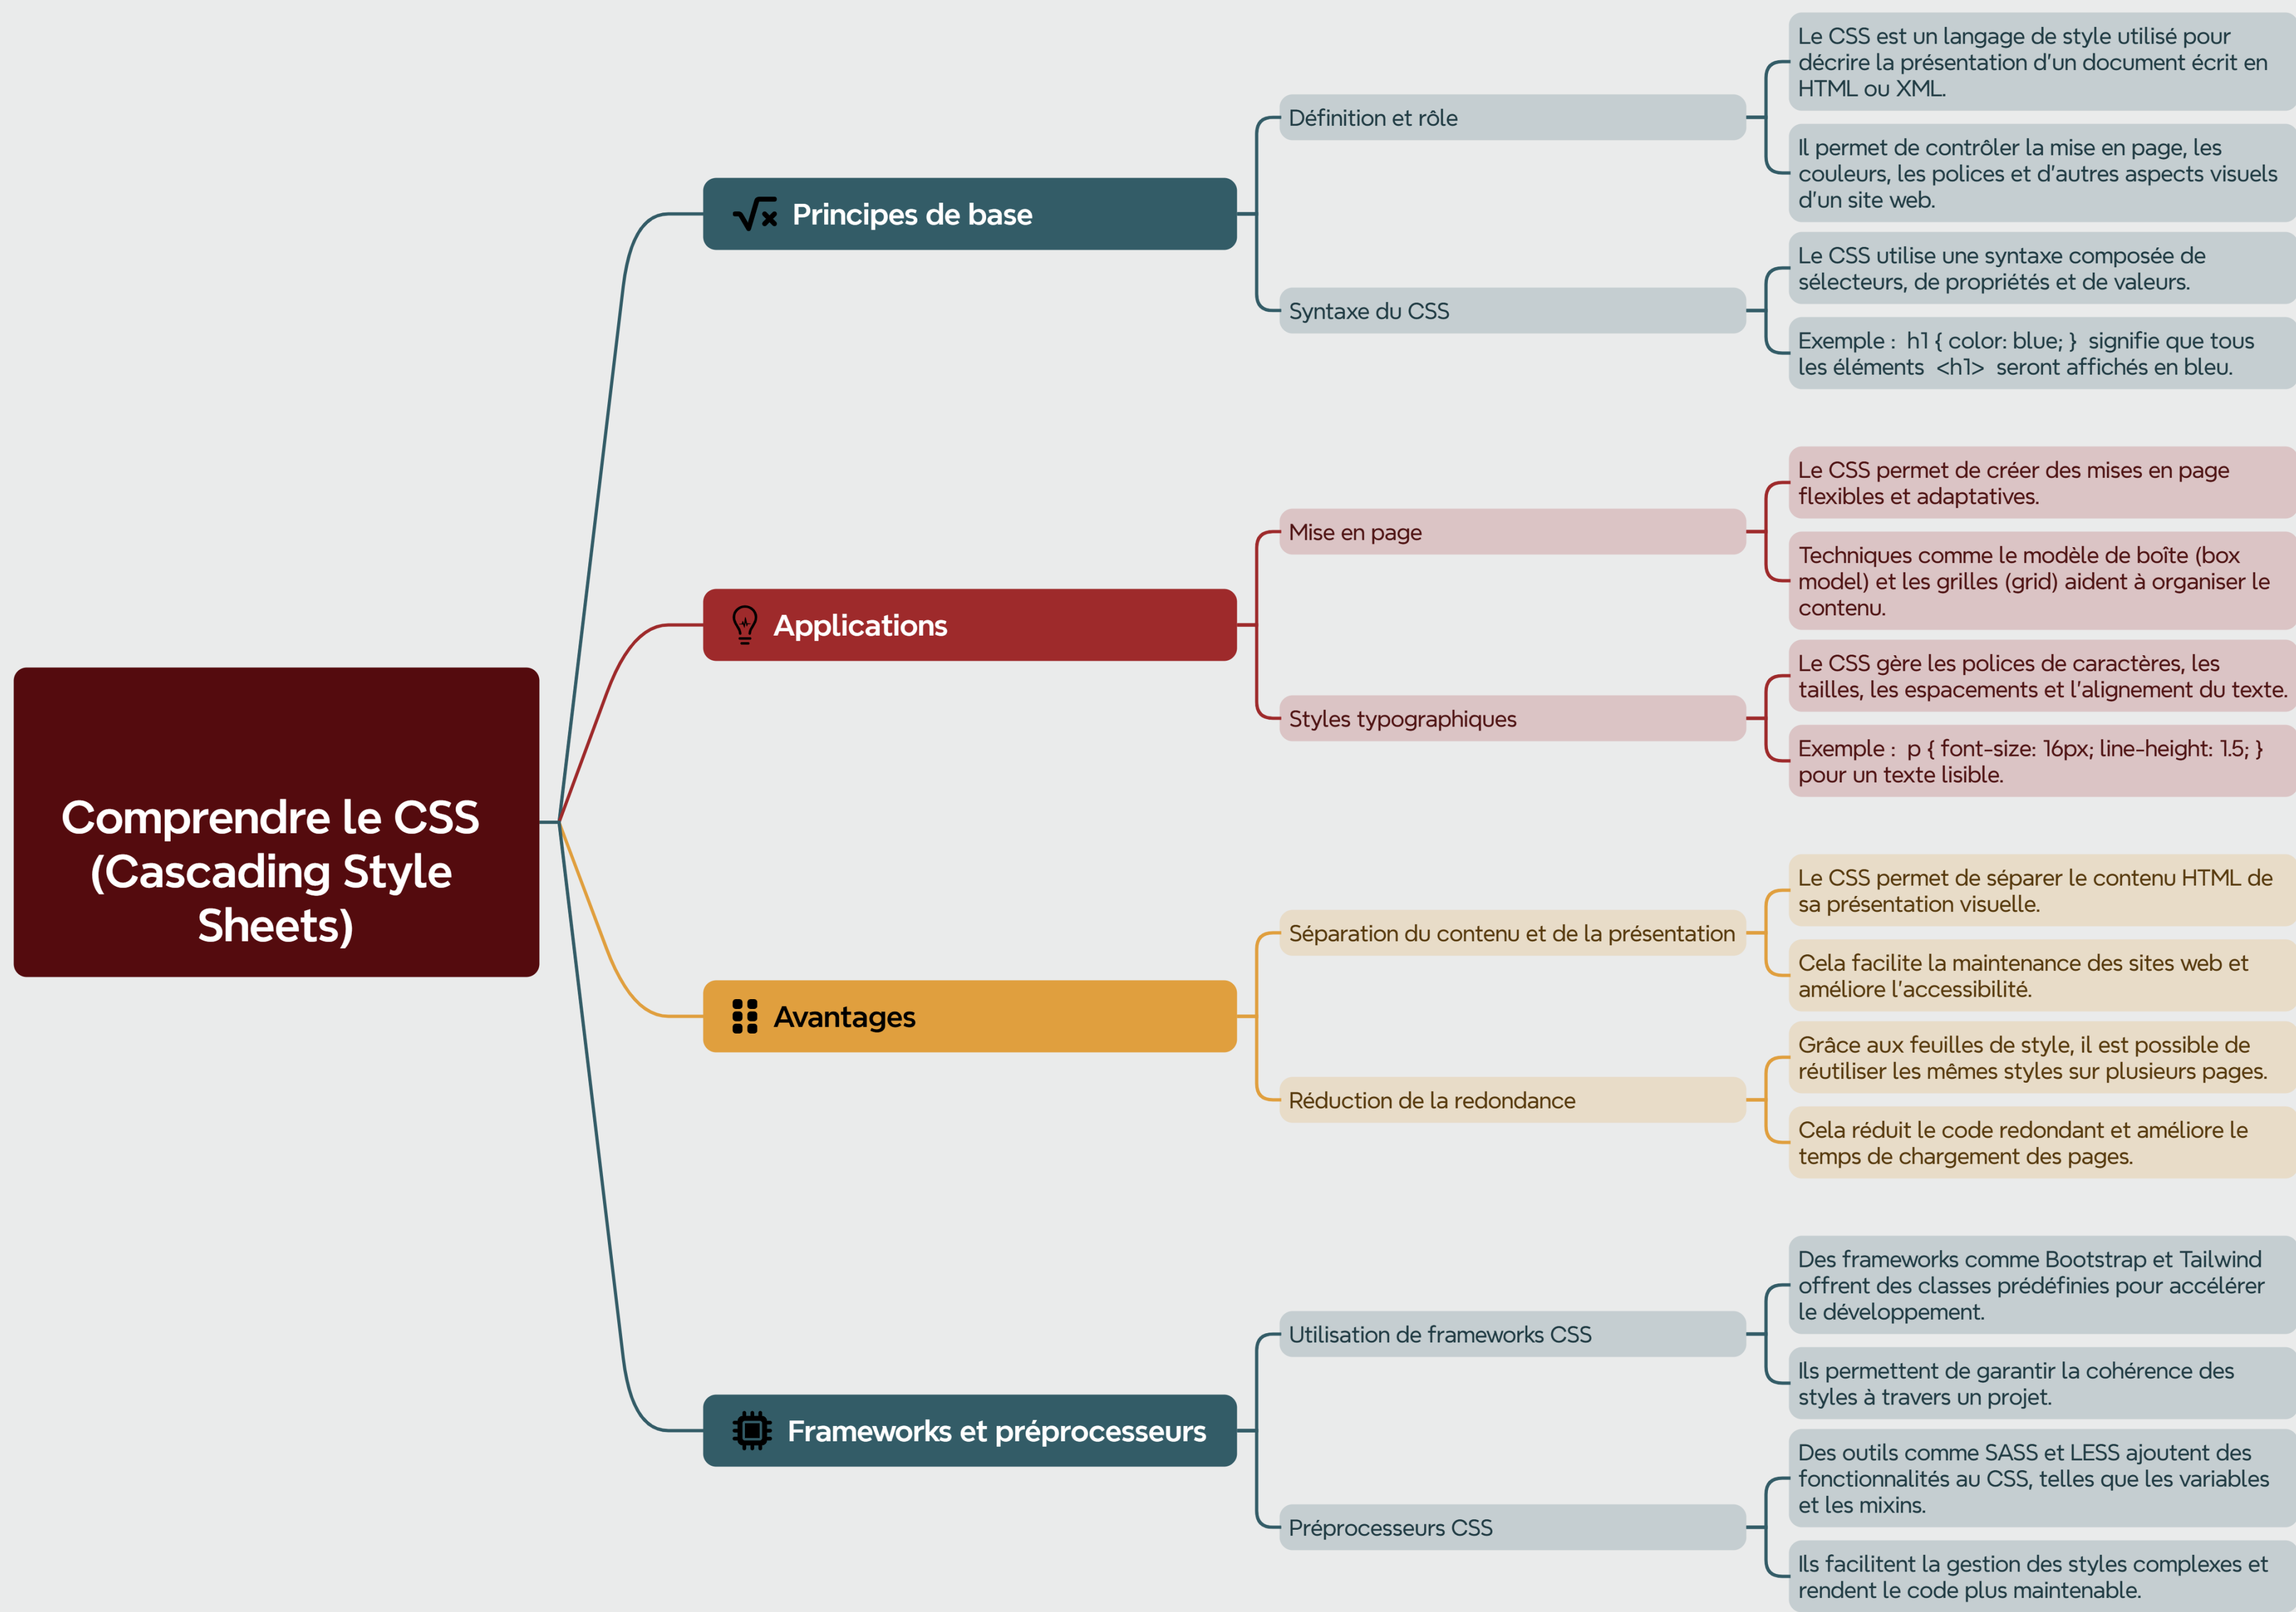 Comprendre le CSS
(Cascading Style
Sheets)
Principes de base
Définition et rôle
Le CSS est un langage de style utilisé pour
décrire la présentation d'un document écrit en
HTML ou XML.
Il permet de contrôler la mise en page, les
couleurs, les polices et d'autres aspects visuels
d'un site web.
Syntaxe du CSS
Le CSS utilise une syntaxe composée de
sélecteurs, de propriétés et de valeurs.
Exemple : h1 { color: blue; } signifie que tous
les éléments <h1> seront affichés en bleu.
Applications
Mise en page
Le CSS permet de créer des mises en page
flexibles et adaptatives.
Techniques comme le modèle de boîte (box
model) et les grilles (grid) aident à organiser le
contenu.
Styles typographiques
Le CSS gère les polices de caractères, les
tailles, les espacements et l'alignement du texte.
Exemple : p { font-size: 16px; line-height: 1.5; }
pour un texte lisible.
Avantages
Séparation du contenu et de la présentation
Le CSS permet de séparer le contenu HTML de
sa présentation visuelle.
Cela facilite la maintenance des sites web et
améliore l'accessibilité.
Réduction de la redondance
Grâce aux feuilles de style, il est possible de
réutiliser les mêmes styles sur plusieurs pages.
Cela réduit le code redondant et améliore le
temps de chargement des pages.
Frameworks et préprocesseurs
Utilisation de frameworks CSS
Des frameworks comme Bootstrap et Tailwind
offrent des classes prédéfinies pour accélérer
le développement.
Ils permettent de garantir la cohérence des
styles à travers un projet.
Préprocesseurs CSS
Des outils comme SASS et LESS ajoutent des
fonctionnalités au CSS, telles que les variables
et les mixins.
Ils facilitent la gestion des styles complexes et
rendent le code plus maintenable.